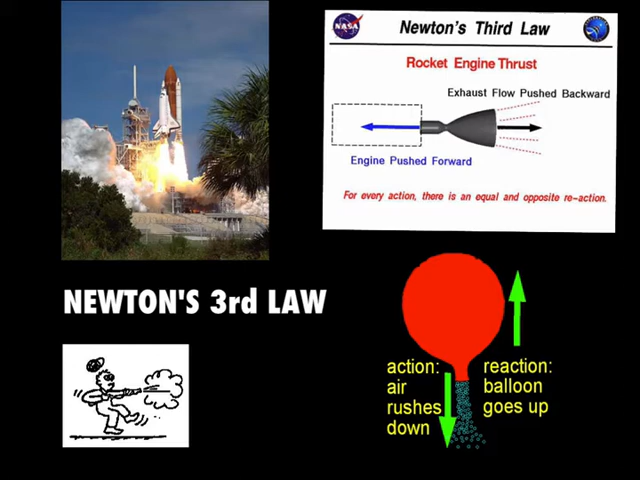 NASA
Newton's Third Law
Rocket Engine Thrust
Exhaust Flow Pushed Backward
Engine Pushed Forward
For every action, there is an equal and opposite re-action.
NEWTON'S 3rd LAW
action:
air
rushes
down
reaction:
balloon
goes up